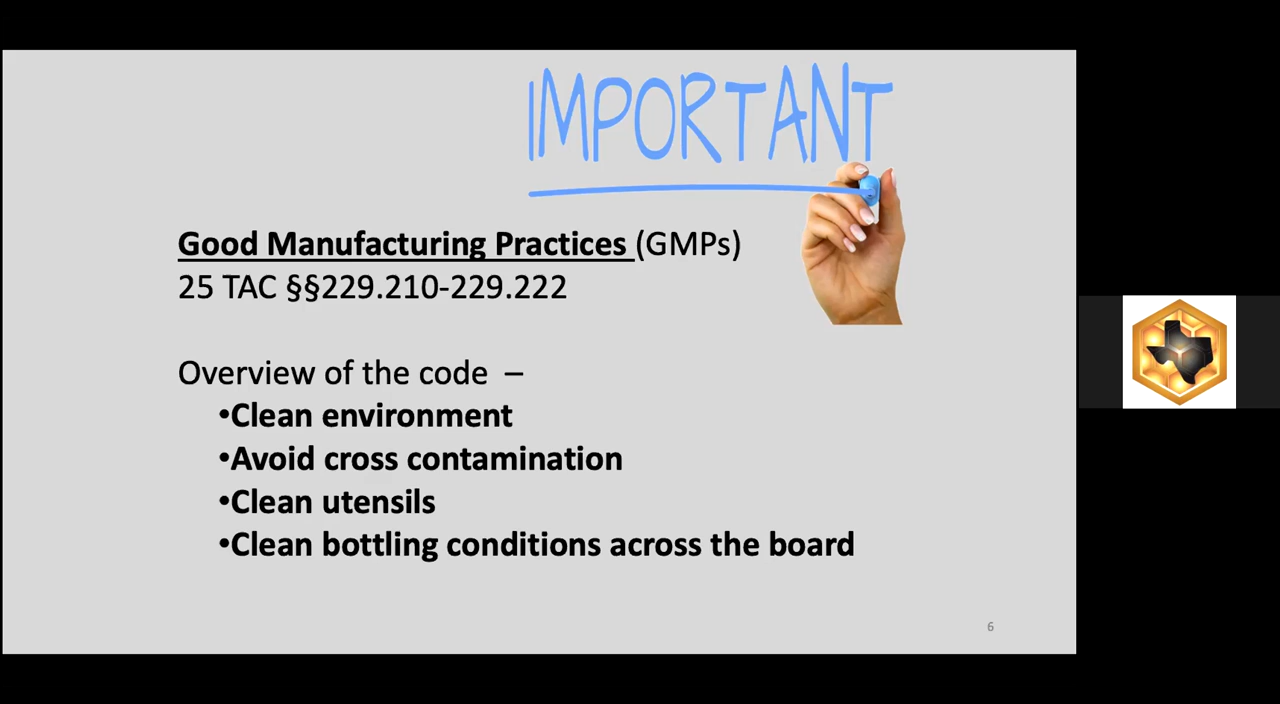 IMPORTANT
Good Manufacturing Practices (GMPs)
25 TAC §§229.210-229.222
Overview of the code –
•Clean environment
•Avoid cross contamination
•Clean utensils
•Clean bottling conditions across the board
6